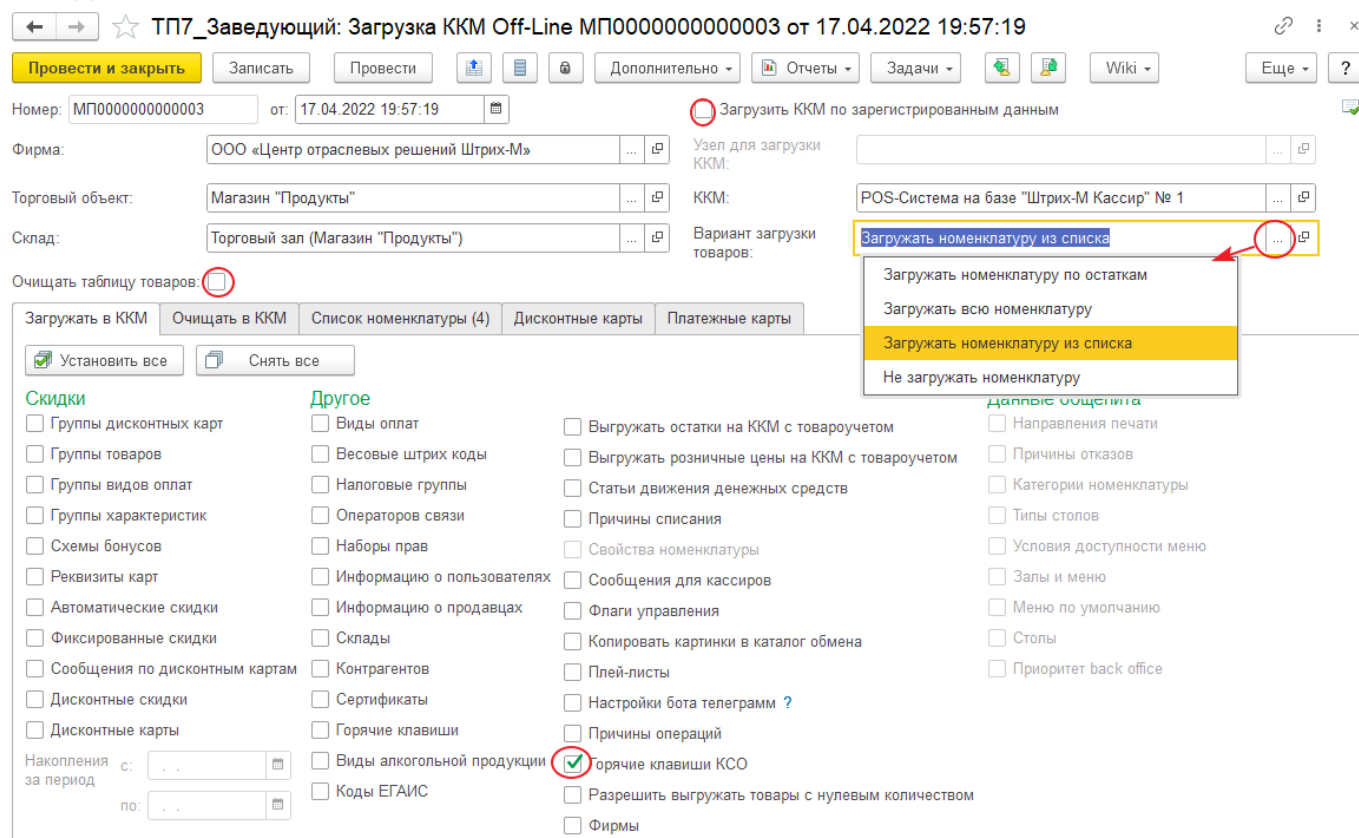 ТП7_Заведующий: Загрузка ККМ Off-Line МП0000000000003 от 17.04.2022 19:57:19
Провести и закрыть Записать Провести Дополнительно Отчеты Задачи Wiki Еще ?
Номер: МП0000000000003 от: 17.04.2022 19:57:19 Загрузить ККМ по зарегистрированным данным
Фирма: ООО «Центр отраслевых решений Штрих-М» ... Узел для загрузки ККМ: ...
Торговый объект: Магазин "Продукты" ... ККМ: POS-Система на базе "Штрих-М Кассир" № 1 ...
Склад: Торговый зал (Магазин "Продукты") ... Вариант загрузки товаров: Загружать номенклатуру из списка ...
Загружать номенклатуру по остаткам
Загружать всю номенклатуру
Загружать номенклатуру из списка
Не загружать номенклатуру
Очищать таблицу товаров:
Загружать в ККМ Очищать в ККМ Список номенклатуры (4) Дисконтные карты Платежные карты
Установить все Снять все
Скидки
Группы дисконтных карт
Группы товаров
Группы видов оплат
Группы характеристик
Схемы бонусов
Реквизиты карт
Автоматические скидки
Фиксированные скидки
Сообщения по дисконтным картам
Дисконтные скидки
Дисконтные карты
Накопления за период с: . .
по: . .
Другое
Виды оплат
Весовые штрих коды
Налоговые группы
Операторов связи
Наборы прав
Информацию о пользователях
Информацию о продавцах
Склады
Контрагентов
Сертификаты
Горячие клавиши
Виды алкогольной продукции
Коды ЕГАИС
Выгружать остатки на ККМ с товароучетом
Выгружать розничные цены на ККМ с товароучетом
Статьи движения денежных средств
Причины списания
Свойства номенклатуры
Сообщения для кассиров
Флаги управления
Копировать картинки в каталог обмена
Плей-листы
Настройки бота телеграмм ?
Причины операций
Горячие клавиши КСО
Разрешить выгружать товары с нулевым количеством
Фирмы
Данные общепита
Направления печати
Причины отказов
Категории номенклатуры
Типы столов
Условия доступности меню
Залы и меню
Меню по умолчанию
Столы
Приоритет back office